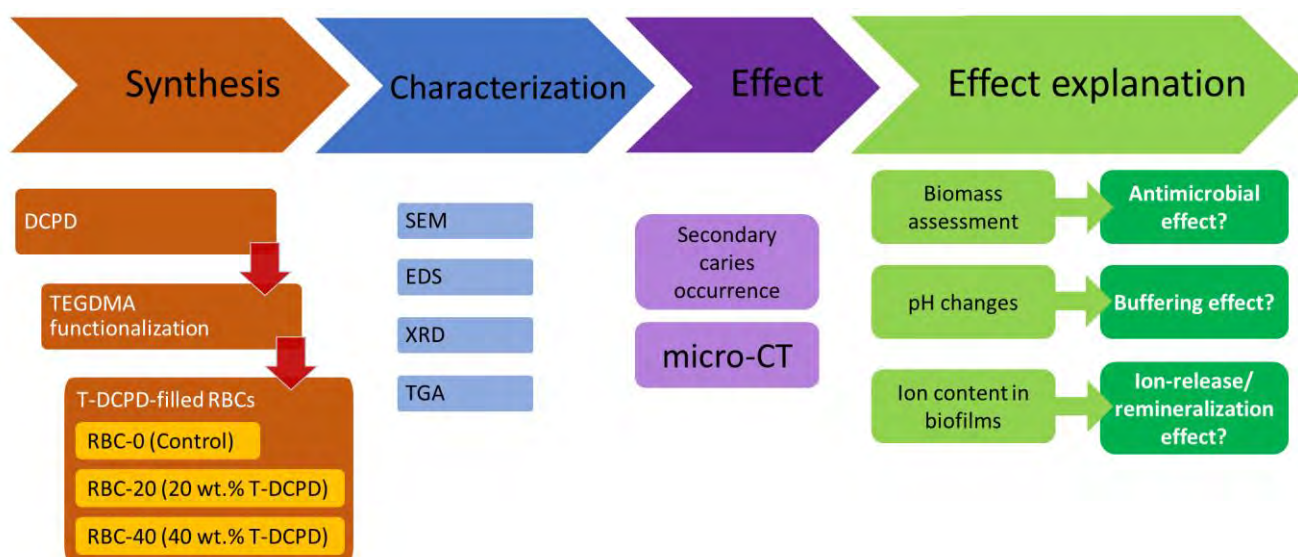 Synthesis
Characterization
Effect
Effect explanation
DCPD
TEGDMA
functionalization
T-DCPD-filled RBCs
RBC-0 (Control)
RBC-20 (20 wt.% T-DCPD)
RBC-40 (40 wt.% T-DCPD)
SEM
EDS
XRD
TGA
Secondary
caries
occurrence
micro-CT
Biomass
assessment
Antimicrobial
effect?
pH changes
Buffering effect?
Ion content in
biofilms
Ion-release/
remineralization
effect?